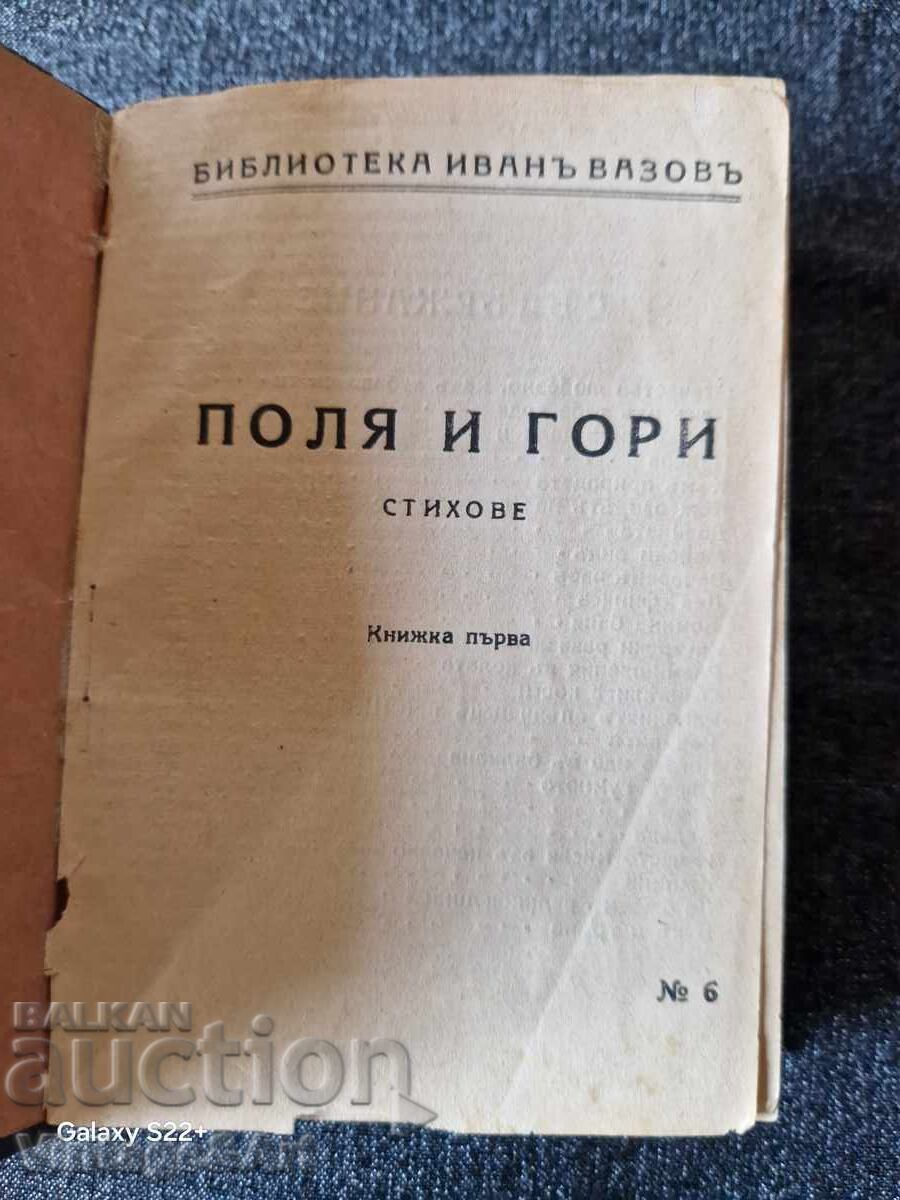 БИБЛИОТЕКА ИВАНЪ ВАЗОВЪ
ПОЛЯ И ГОРИ
СТИХОВЕ
Книжка първа
№ 6
BALKAN
auction
Galaxy S22+